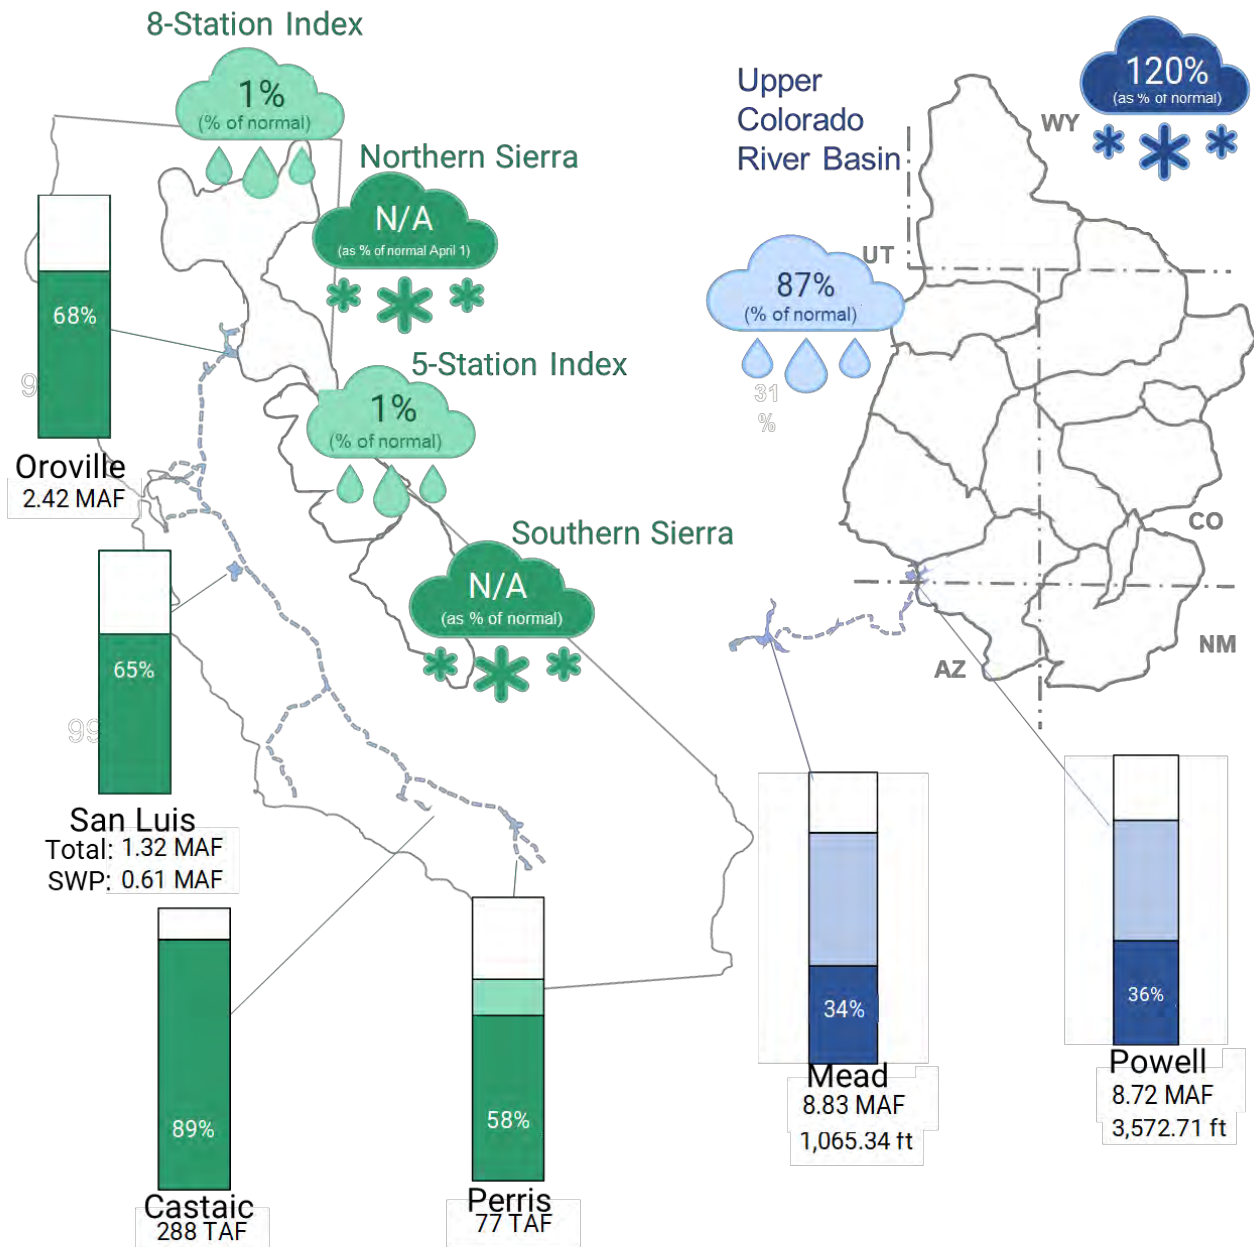 8-Station Index
1%
(% of normal)
Northern Sierra
N/A
(as % of normal April 1)
68%
9
Oroville
2.42 MAF
5-Station Index
1%
(% of normal)
Southern Sierra
N/A
(as % of normal)
65%
99
San Luis
Total: 1.32 MAF
SWP: 0.61 MAF
89%
Castaic
288 TAF
58%
Perris
77 TAF
Upper
Colorado
River Basin
120%
(as % of normal)
WY
UT
87%
(% of normal)
31
%
CO
NM
AZ
34%
Mead
8.83 MAF
1,065.34 ft
36%
Powell
8.72 MAF
3,572.71 ft